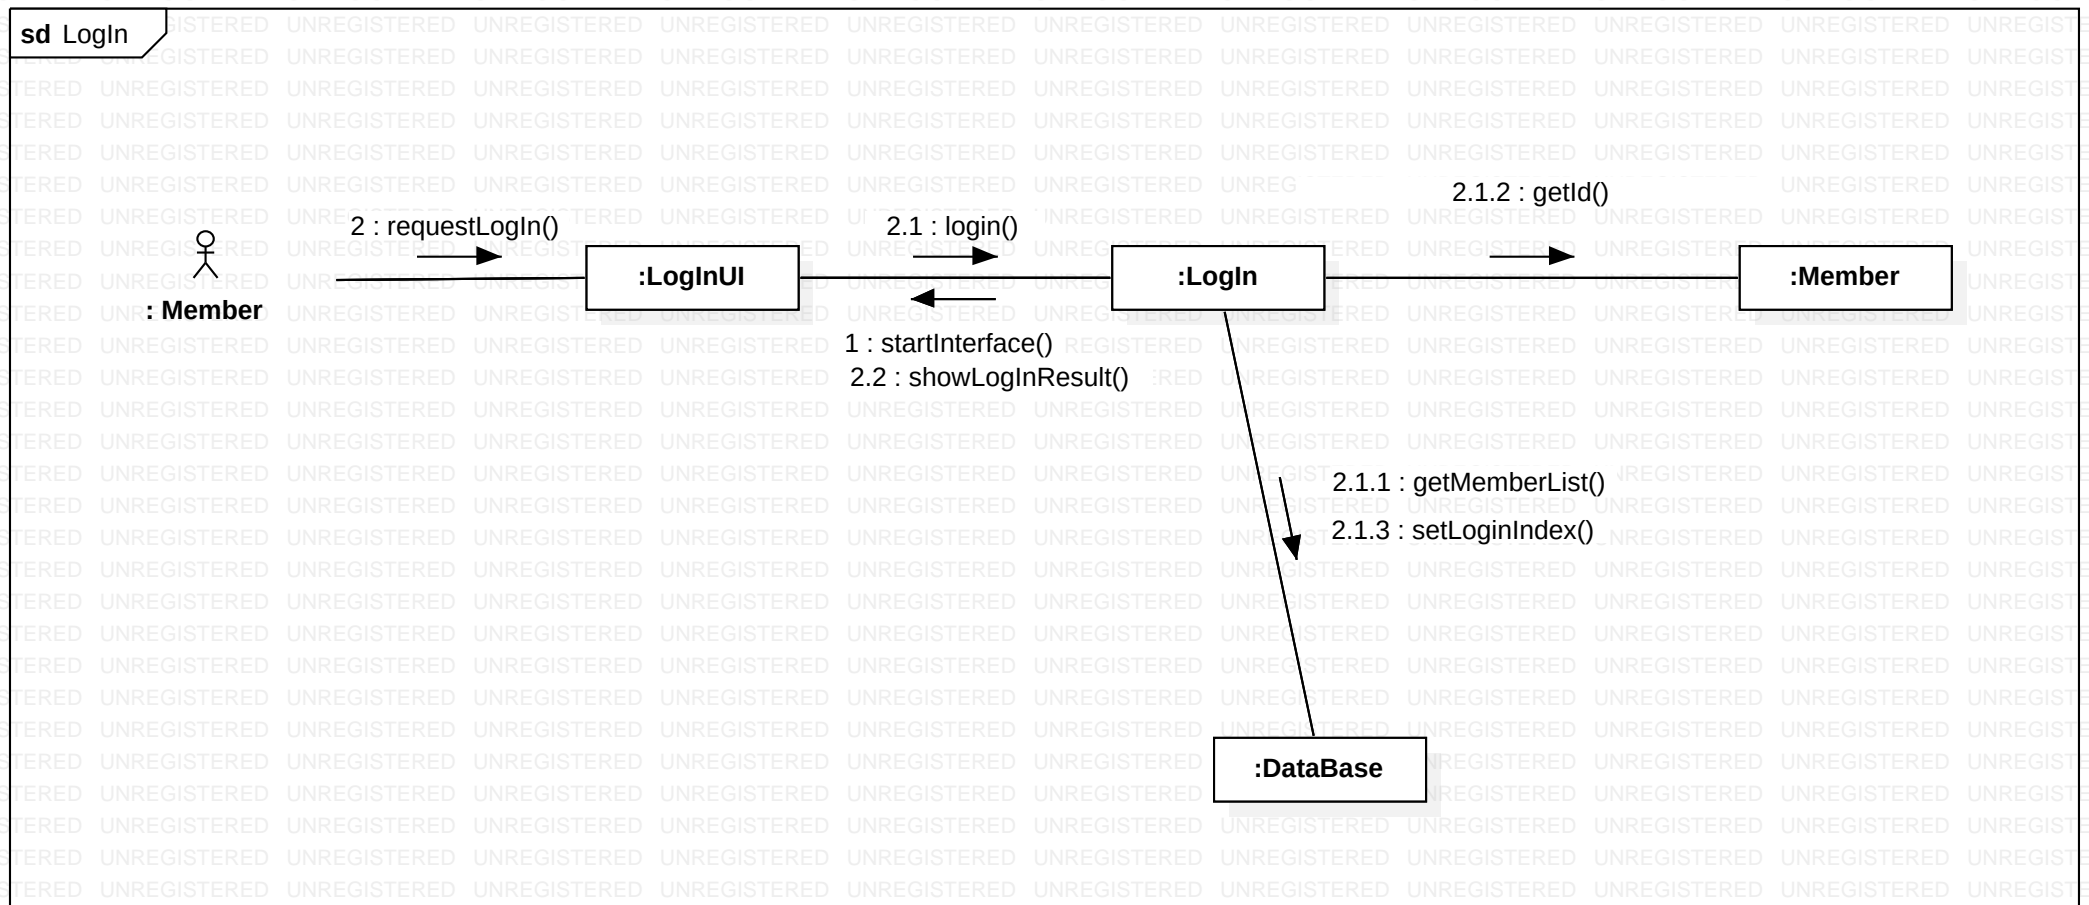 sd LogIn
2 : requestLogIn()
2.1 : login()
2.1.2 : getId()
: Member
:LogInUI
:LogIn
:Member
1 : startInterface()
2.2 : showLogInResult()
2.1.1 : getMemberList()
2.1.3 : setLoginIndex()
:DataBase
UNREGISTERED